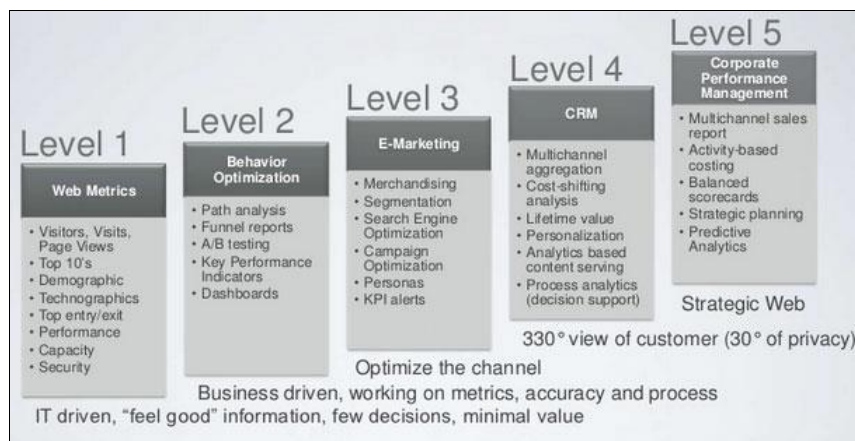 Level 1
Web Metrics
• Visitors, Visits,
Page Views
• Top 10's
• Demographic
• Technographics
• Top entry/exit
• Performance
• Capacity
• Security
IT driven, “feel good” information, few decisions, minimal value
Level 2
Behavior
Optimization
• Path analysis
• Funnel reports
• A/B testing
• Key Performance
Indicators
• Dashboards
Business driven, working on metrics, accuracy and process
Level 3
E-Marketing
• Merchandising
• Segmentation
• Search Engine
Optimization
• Campaign
Optimization
• Personas
• KPI alerts
Optimize the channel
Level 4
CRM
• Multichannel
aggregation
• Cost-shifting
analysis
• Lifetime value
• Personalization
• Analytics based
content serving
• Process analytics
(decision support)
330° view of customer (30° of privacy)
Level 5
Corporate
Performance
Management
• Multichannel sales
report
• Activity-based
costing
• Balanced
scorecards
• Strategic planning
• Predictive
Analytics
Strategic Web